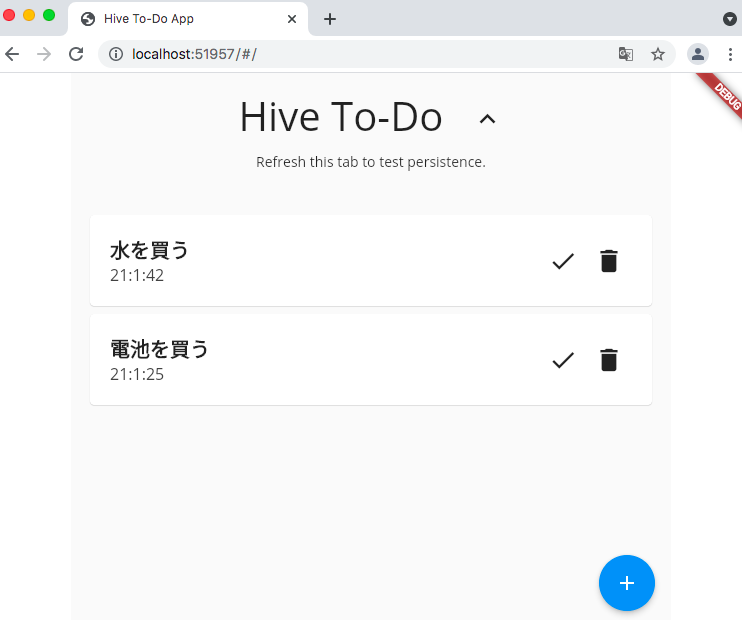 Hive To-Do App
localhost:51957/#/
DEBUG
Hive To-Do
Refresh this tab to test persistence.
水を買う
21:1:42
電池を買う
21:1:25